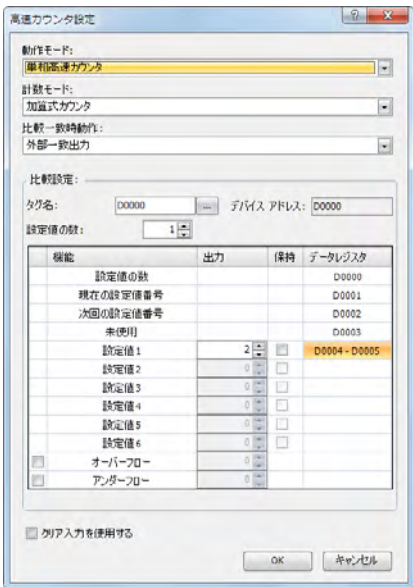 高速カウンタ設定
動作モード:
単相高速カウンタ
計数モード:
加算式カウンタ
比較一致時動作:
外部一致出力
比較設定:
タグ名: D0000 ... デバイス アドレス: D0000
設定値の数: 1
機能 出力 保持 データレジスタ
設定値の数 D0000
現在の設定値番号 D0001
次回の設定値番号 D0002
未使用 D0003
設定値1 2 D0004 - D0005
設定値2 0
設定値3 0
設定値4 0
設定値5 0
設定値6 0
オーバーフロー 0
アンダーフロー 0
クリア入力を使用する
OK キャンセル